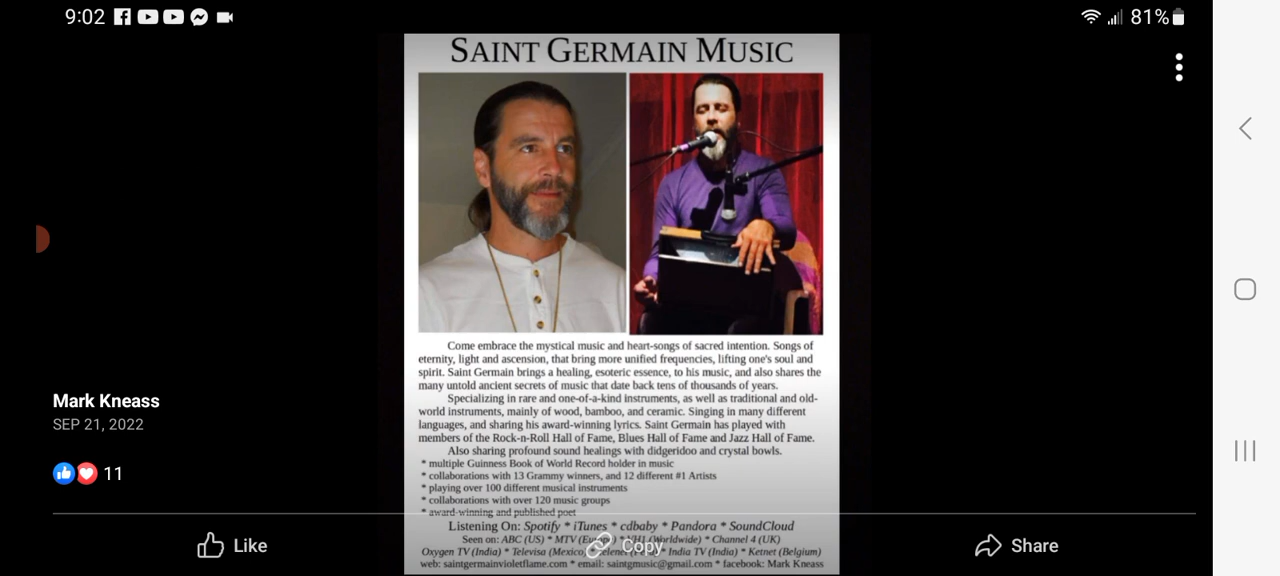 9:02
81%
SAINT GERMAIN MUSIC
Come embrace the mystical music and heart-songs of sacred intention. Songs of
eternity, light and ascension, that bring more unified frequencies, lifting one's soul and
spirit. Saint Germain brings a healing, esoteric essence, to his music, and also shares the
many untold ancient secrets of music that date back tens of thousands of years.
Specializing in rare and one-of-a-kind instruments, as well as traditional and old-
world instruments, mainly of wood, bamboo, and ceramic. Singing in many different
languages, and sharing his award-winning lyrics. Saint Germain has played with
members of the Rock-n-Roll Hall of Fame, Blues Hall of Fame and Jazz Hall of Fame.
Also sharing profound sound healings with didgeridoo and crystal bowls.
* multiple Guinness Book of World Record holder in music
* collaborations with 13 Grammy winners, and 12 different #1 Artists
* playing over 100 different musical instruments
* collaborations with over 120 music groups
* award-winning and published poet
Listening On: Spotify * iTunes * cdbaby * Pandora * SoundCloud
Seen on: ABC (US) * MTV * (Worldwide) * Channel 4 (UK)
Oxygen TV (India) * Televisa (Mexico) * India TV (India) * Ketnet (Belgium)
web: saintgermainvioletflame.com * email: saintgmusic@gmail.com * facebook: Mark Kneass
Mark Kneass
SEP 21, 2022
11
Like
Copy
Share